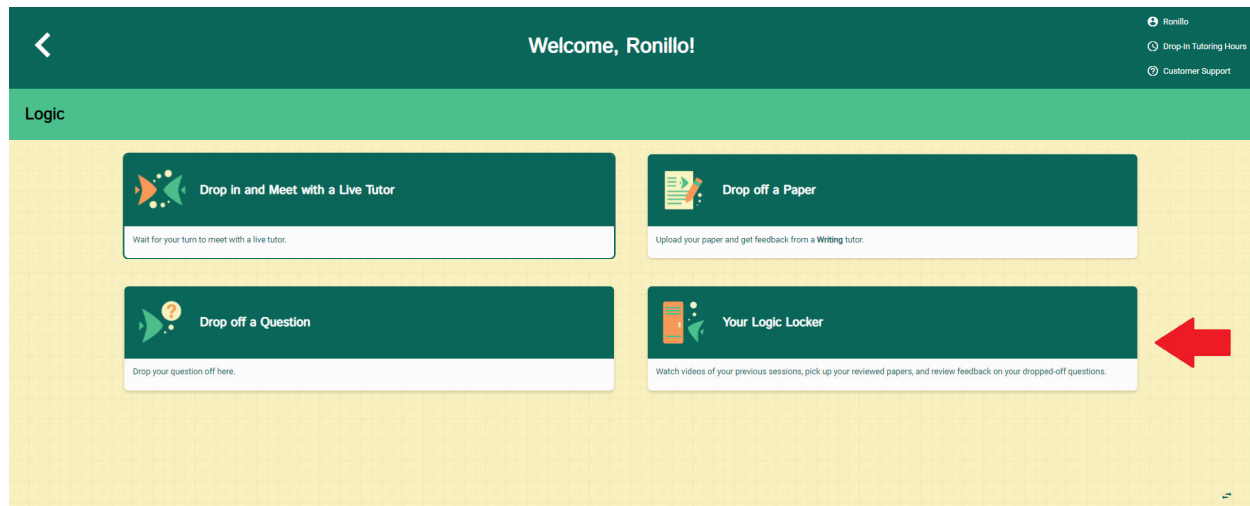 Welcome, Ronillo!
Ronillo
Drop-In Tutoring Hours
Customer Support
Logic
Drop in and Meet with a Live Tutor
Wait for your turn to meet with a live tutor.
Drop off a Paper
Upload your paper and get feedback from a Writing tutor.
?
Drop off a Question
Drop your question off here.
Your Logic Locker
Watch videos of your previous sessions, pick up your reviewed papers, and review feedback on your dropped-off questions.